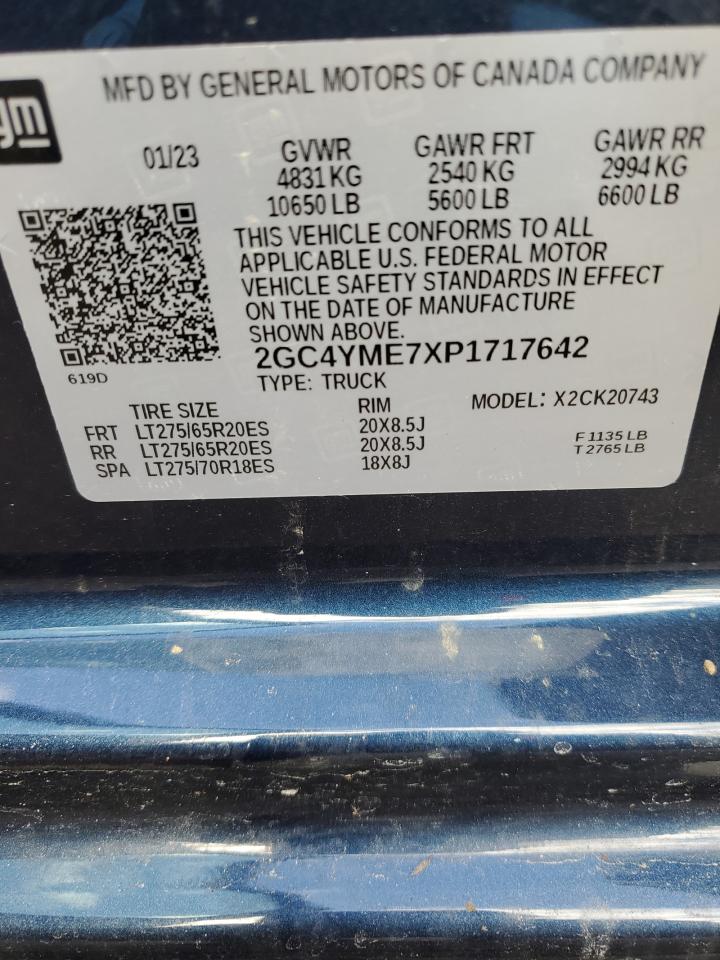 gm
MFD BY GENERAL MOTORS OF CANADA COMPANY
01/23
GVWR
4831 KG
10650 LB
GAWR FRT
2540 KG
5600 LB
GAWR RR
2994 KG
6600 LB
THIS VEHICLE CONFORMS TO ALL
APPLICABLE U.S. FEDERAL MOTOR
VEHICLE SAFETY STANDARDS IN EFFECT
ON THE DATE OF MANUFACTURE
SHOWN ABOVE.
2GC4YME7XP1717642
619D
TYPE: TRUCK
MODEL: X2CK20743
TIRE SIZE RIM
FRT LT275/65R20ES 20X8.5J
RR LT275/65R20ES 20X8.5J
SPA LT275/70R18ES 18X8J
F 1135 LB
T 2765 LB